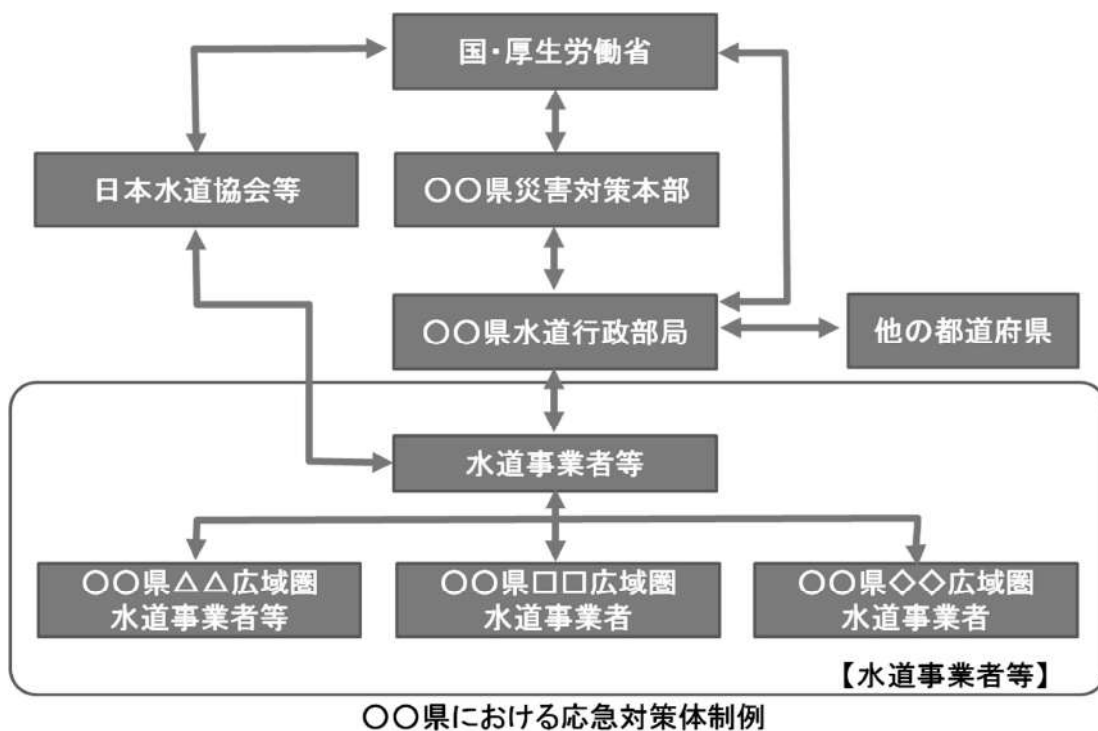 国・厚生労働省
日本水道協会等
〇〇県災害対策本部
〇〇県水道行政部局
他の都道府県
水道事業者等
〇〇県△△広域圏
水道事業者等
〇〇県□□広域圏
水道事業者
〇〇県◇◇広域圏
水道事業者
【水道事業者等】
〇〇県における応急対策体制例